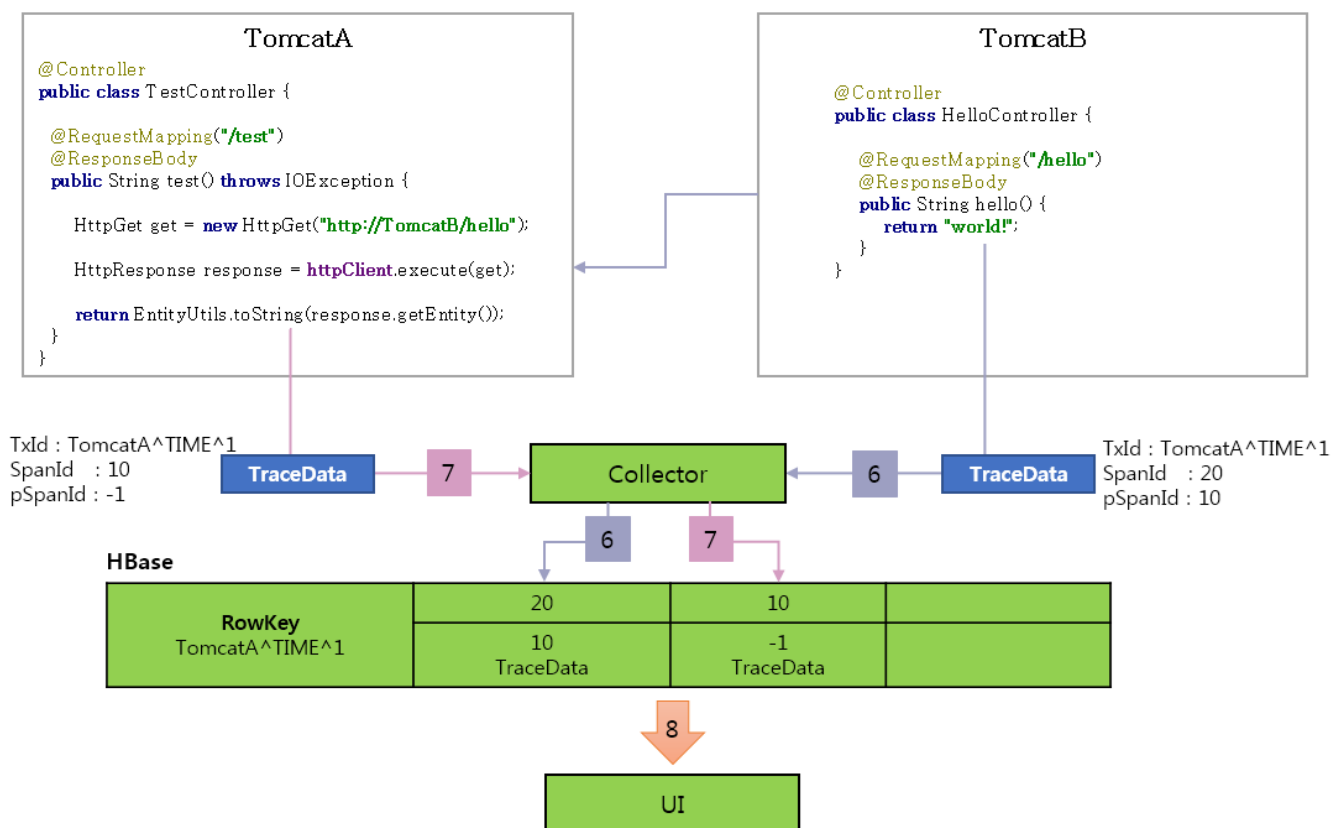 TomcatA
@Controller
public class TestController {
@RequestMapping("/test")
@ResponseBody
public String test() throws IOException {
HttpGet get = new HttpGet("http://TomcatB/hello");
HttpResponse response = httpClient.execute(get);
return EntityUtils.toString(response.getEntity());
}
}
TomcatB
@Controller
public class HelloController {
@RequestMapping("/hello")
@ResponseBody
public String hello() {
return "world!";
}
}
TxId : TomcatA^TIME^1
SpanId : 10
pSpanId : -1
TraceData
7
Collector
6
TraceData
TxId : TomcatA^TIME^1
SpanId : 20
pSpanId : 10
6
7
HBase
RowKey
TomcatA^TIME^1
20
10
10
TraceData
-1
TraceData
8
UI